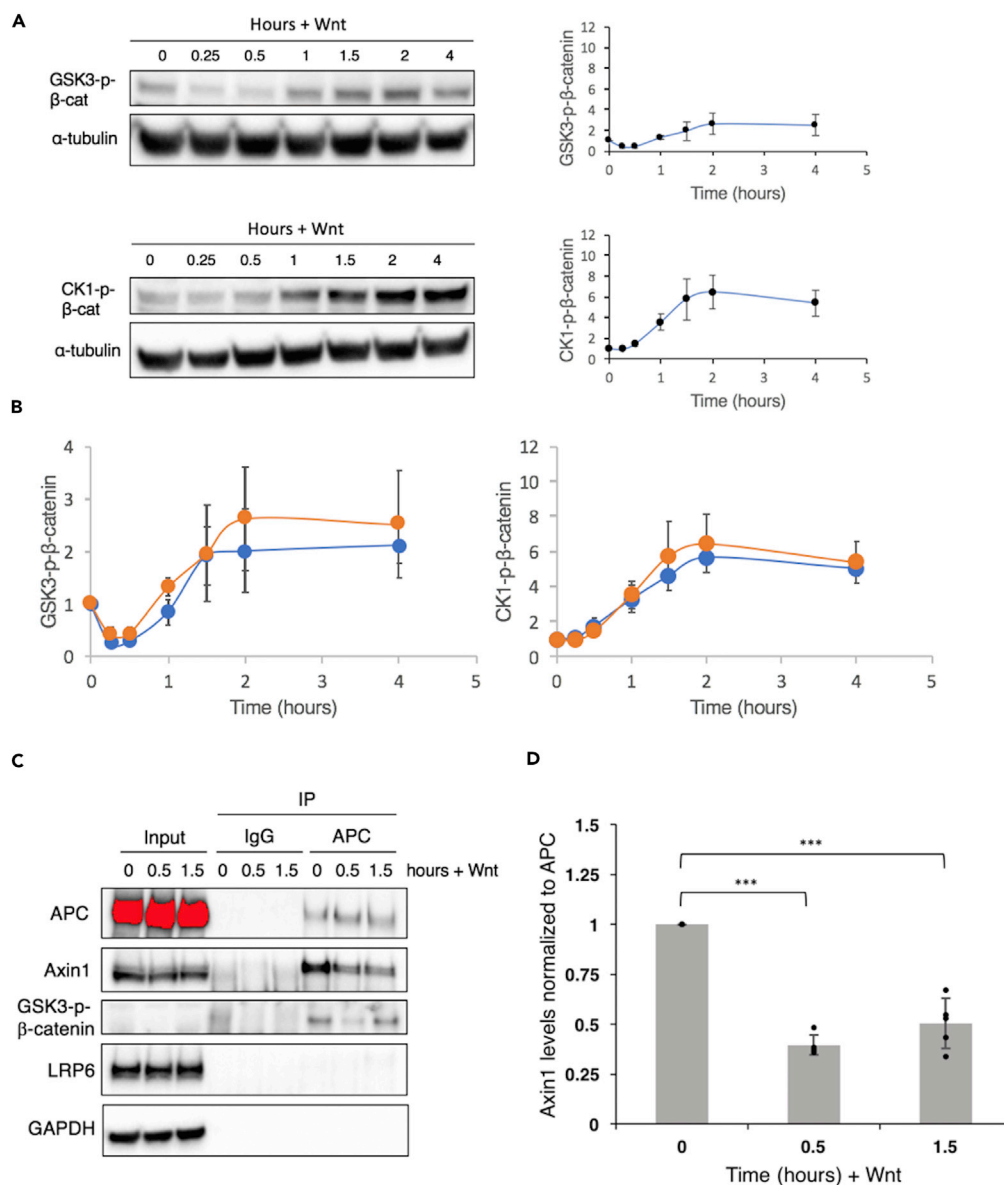 A
Hours + Wnt
0 0.25 0.5 1 1.5 2 4
GSK3-p-
β-cat
α-tubulin
12
10
8
6
4
2
0
GSK3-p-β-catenin
0 1 2 3 4 5
Time (hours)
Hours + Wnt
0 0.25 0.5 1 1.5 2 4
CK1-p-
β-cat
α-tubulin
12
10
8
6
4
2
0
CK1-p-β-catenin
0 1 2 3 4 5
Time (hours)
B
4
3
2
1
0
GSK3-p-β-catenin
0 1 2 3 4 5
Time (hours)
12
10
8
6
4
2
0
CK1-p-β-catenin
0 1 2 3 4 5
Time (hours)
C
IP
Input IgG APC
0 0.5 1.5 0 0.5 1.5 0 0.5 1.5 hours + Wnt
APC
Axin1
GSK3-p-
β-catenin
LRP6
GAPDH
D
1.5
1.25
1
0.75
0.5
0.25
0
Axin1 levels normalized to APC
***
***
0 0.5 1.5
Time (hours) + Wnt